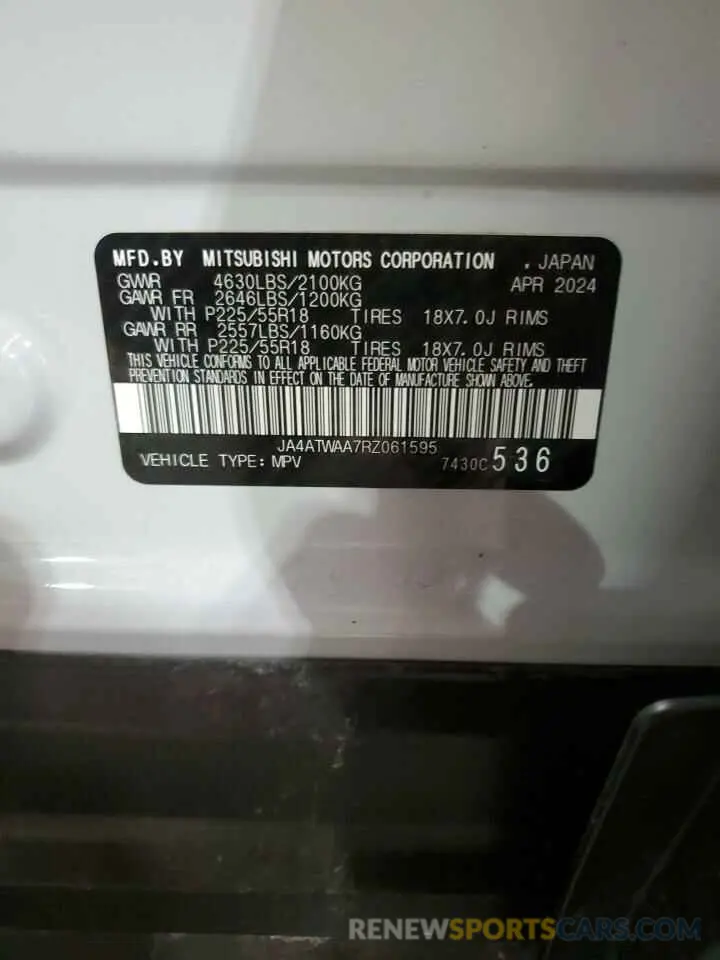 MFD.BY MITSUBISHI MOTORS CORPORATION , JAPAN
GWWR 4630LBS/2100KG APR 2024
GAWR FR 2646LBS/1200KG
WITH P225/55R18 TIRES 18X7.0J RIMS
GAWR RR 2557LBS/1160KG
WITH P225/55R18 TIRES 18X7.0J RIMS
THIS VEHICLE CONFORMS TO ALL APPLICABLE FEDERAL MOTOR VEHICLE SAFETY AND THEFT
PREVENTION STANDARDS IN EFFECT ON THE DATE OF MANUFACTURE SHOWN ABOVE.
JA4ATWAA7RZ061595
VEHICLE TYPE: MPV 7430C 536
RENEWSPORTSCARS.COM